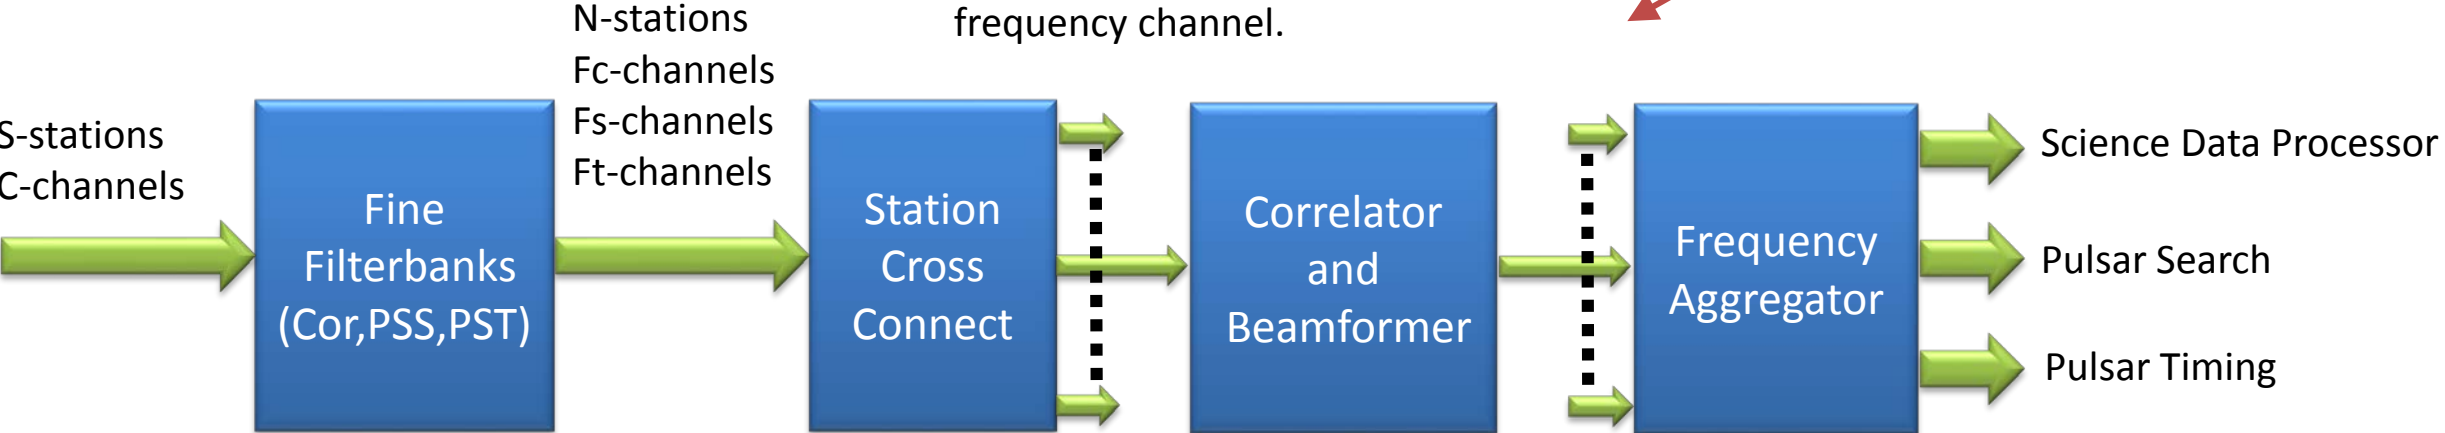 N-stations
Fc-channels
Fs-channels
Ft-channels
frequency channel.
S-stations
C-channels
Fine
Filterbanks
(Cor,PSS,PST)
Station
Cross
Connect
Correlator
and
Beamformer
Frequency
Aggregator
Science Data Processor
Pulsar Search
Pulsar Timing